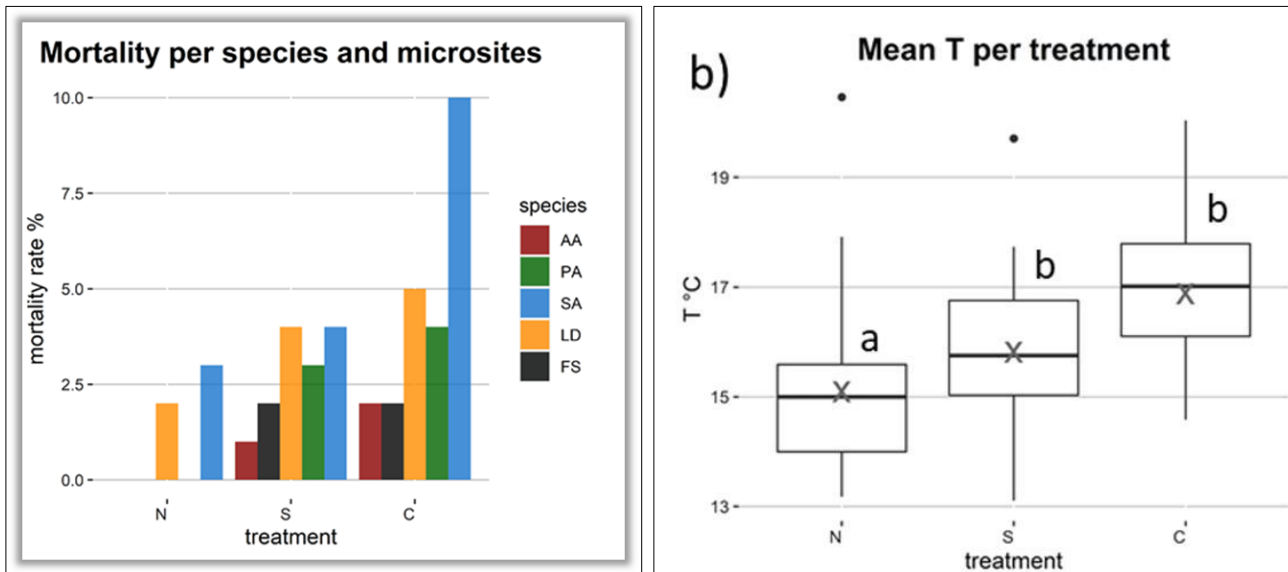 Mortality per species and microsites
10.0
7.5
5.0
2.5
0.0
mortality rate %
N
S
C
treatment
species
AA
PA
SA
LD
FS
b)
Mean T per treatment
19
17
15
13
T °C
a
b
b
X
X
X
N
S
C
treatment